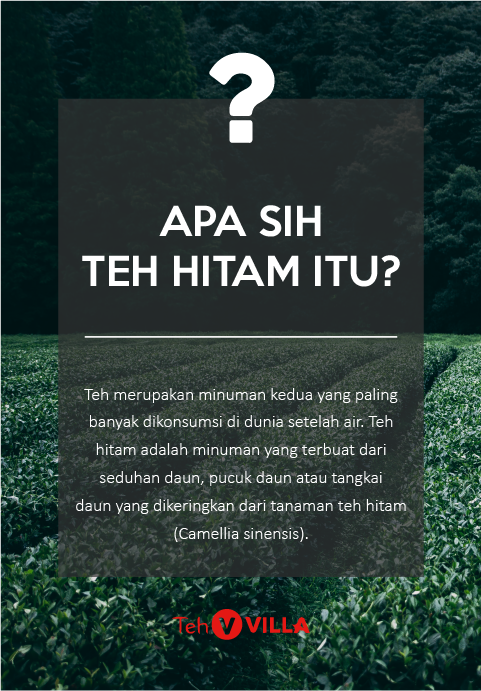 ?
APA SIH
TEH HITAM ITU?
Teh merupakan minuman kedua yang paling
banyak dikonsumsi di dunia setelah air. Teh
hitam adalah minuman yang terbuat dari
seduhan daun, pucuk daun atau tangkai
daun yang dikeringkan dari tanaman teh hitam
(Camellia sinensis).
Teh V VILLA